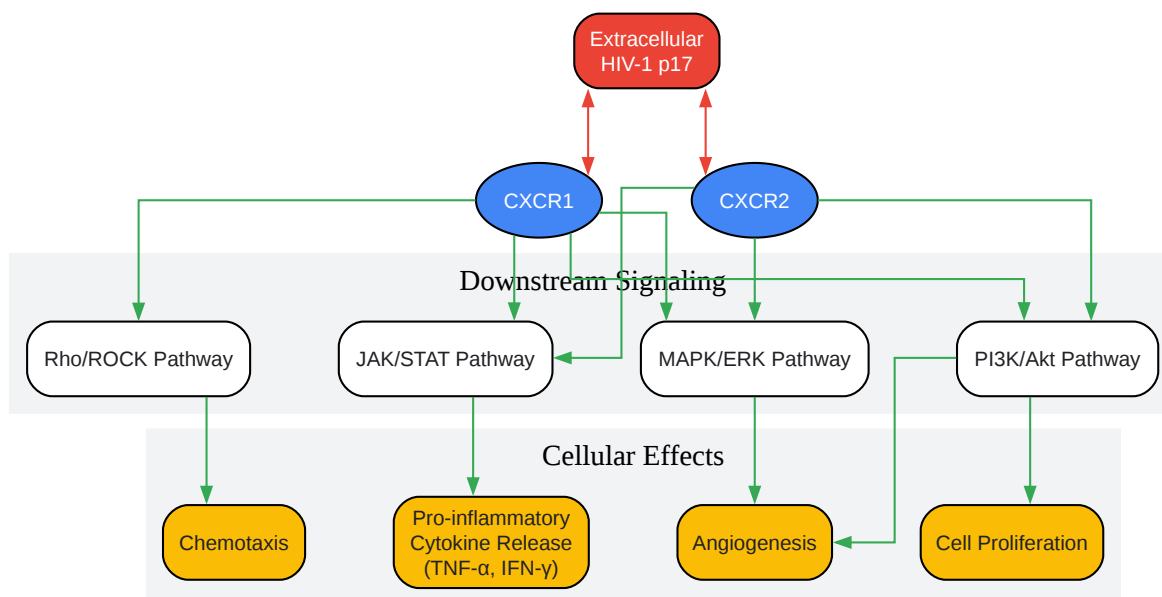 Extracellular
HIV-1 p17
CXCR1
CXCR2
Downstream Signaling
Rho/ROCK Pathway
JAK/STAT Pathway
MAPK/ERK Pathway
PI3K/Akt Pathway
Cellular Effects
Chemotaxis
Pro-inflammatory
Cytokine Release
(TNF-α, IFN-γ)
Angiogenesis
Cell Proliferation